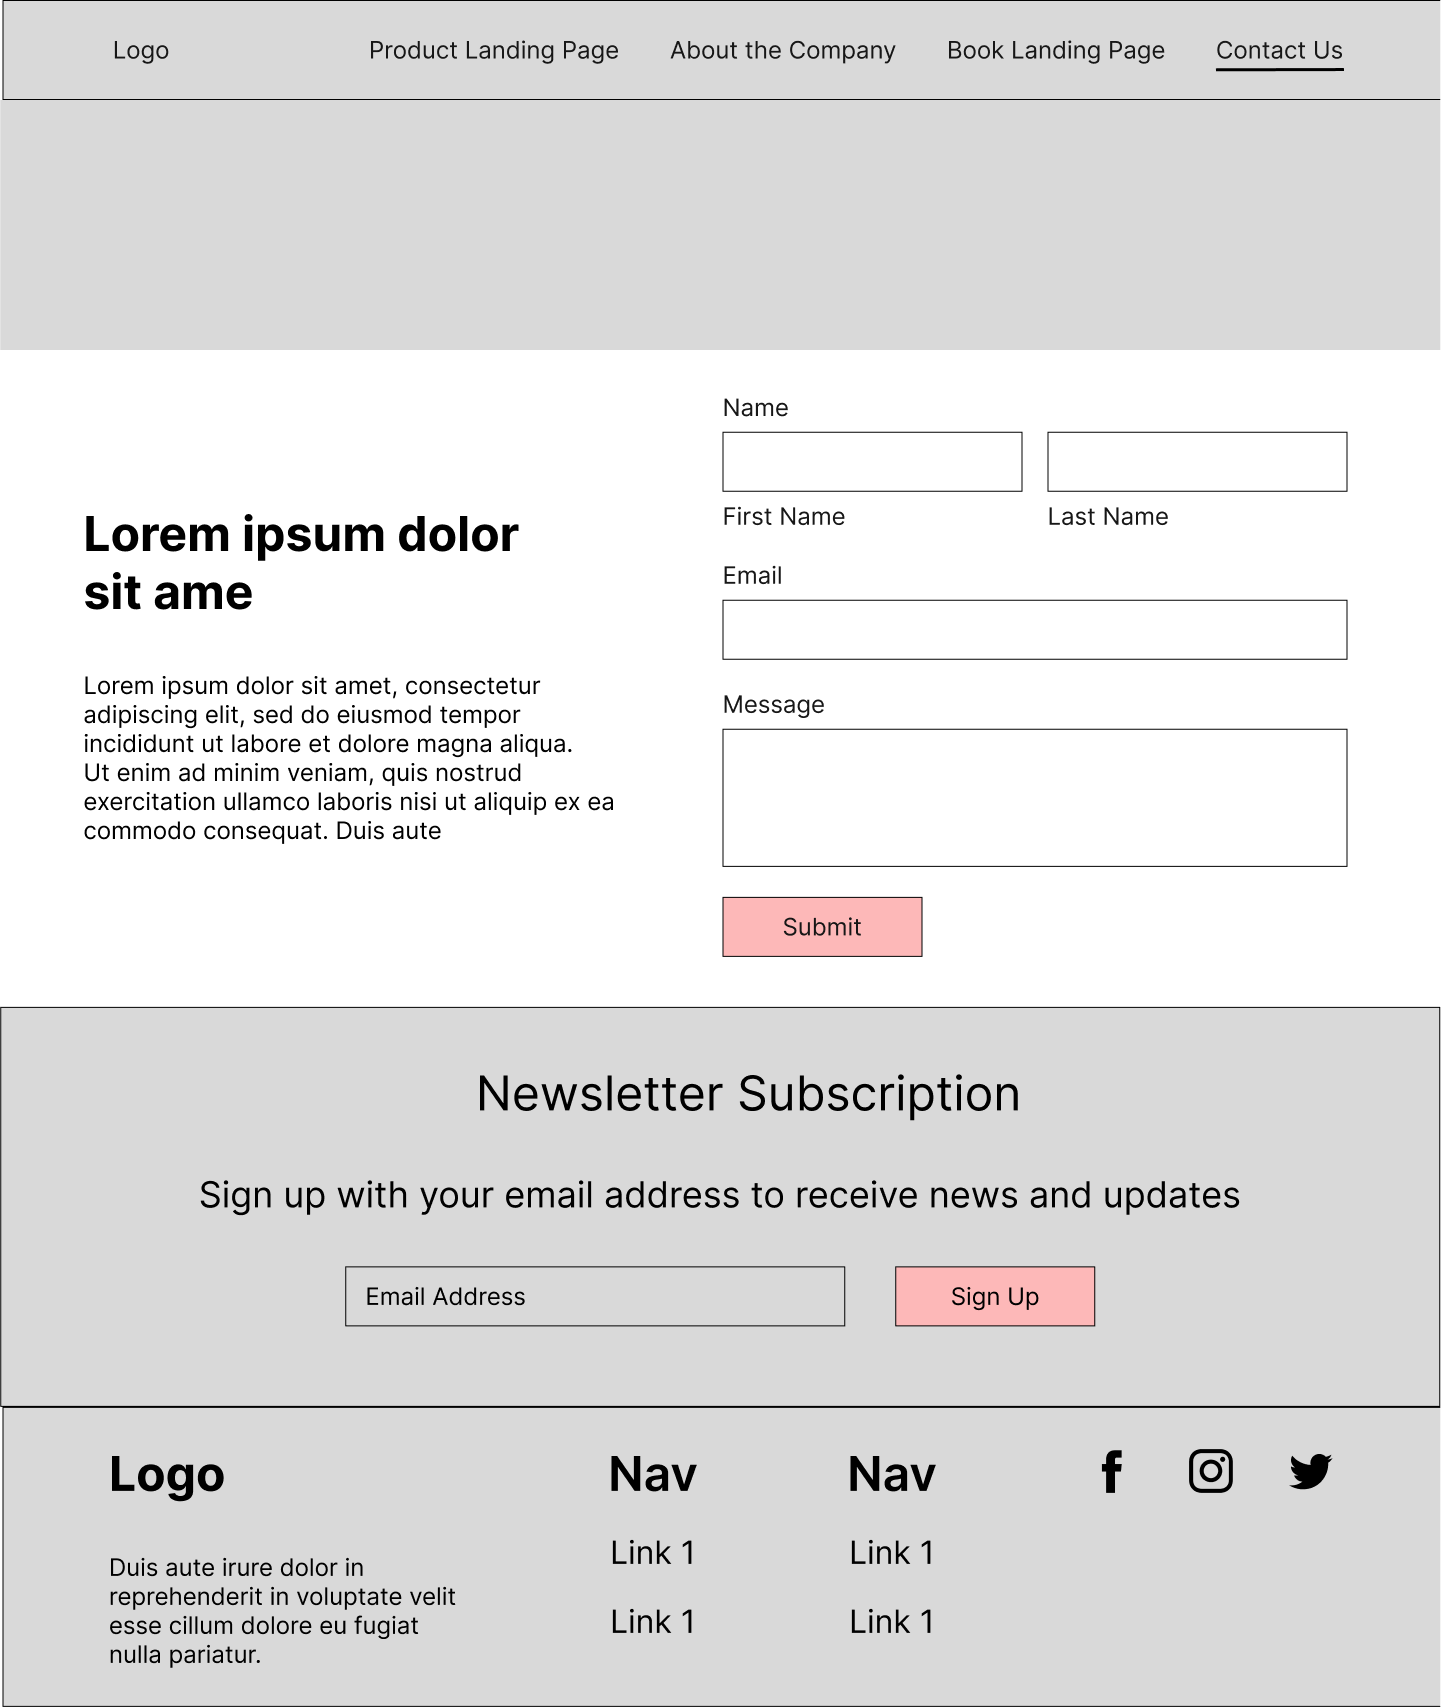 Logo
Product Landing Page
About the Company
Book Landing Page
Contact Us
Lorem ipsum dolor
sit ame
Lorem ipsum dolor sit amet, consectetur
adipiscing elit, sed do eiusmod tempor
incididunt ut labore et dolore magna aliqua.
Ut enim ad minim veniam, quis nostrud
exercitation ullamco laboris nisi ut aliquip ex ea
commodo consequat. Duis aute
Name
First Name
Last Name
Email
Message
Submit
Newsletter Subscription
Sign up with your email address to receive news and updates
Email Address
Sign Up
Logo
Duis aute irure dolor in
reprehenderit in voluptate velit
esse cillum dolore eu fugiat
nulla pariatur.
Nav
Link 1
Link 1
Nav
Link 1
Link 1